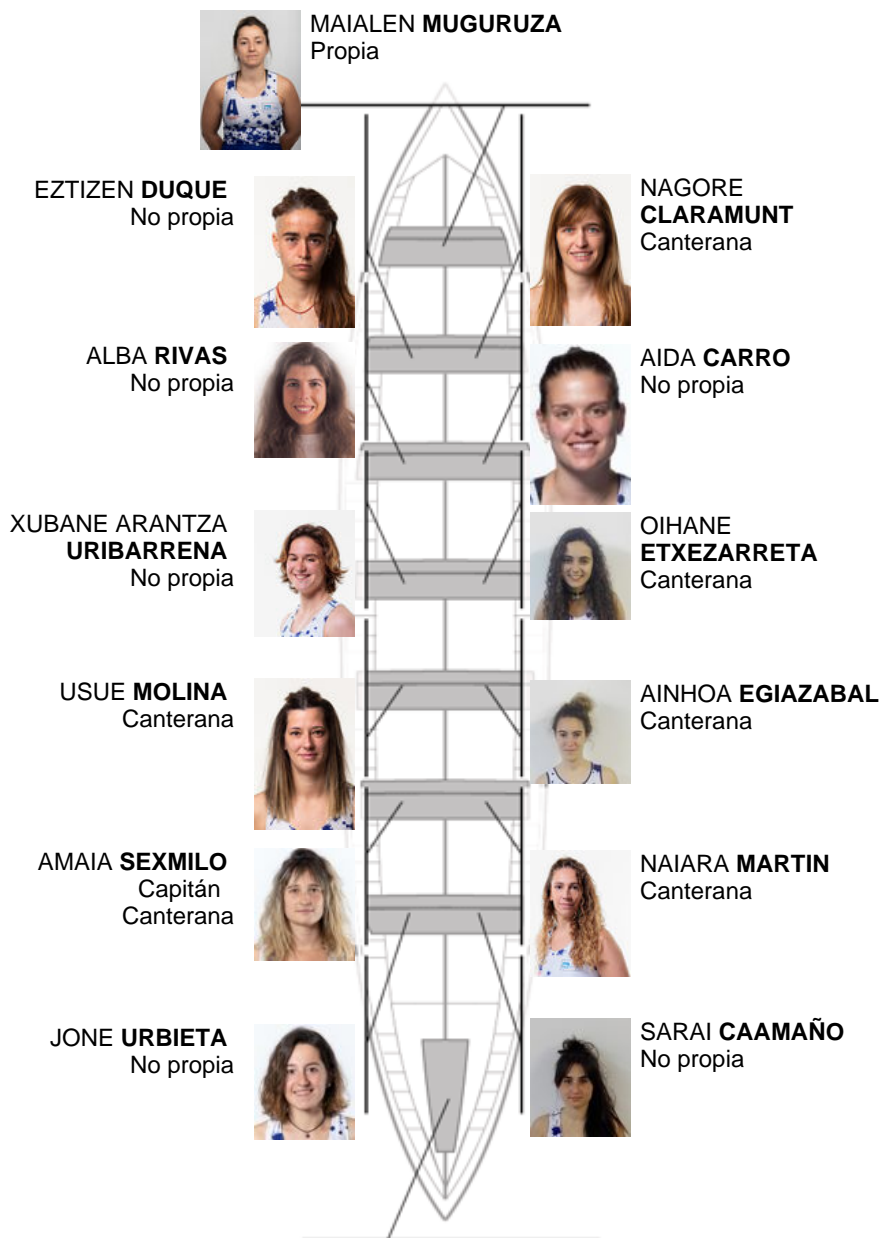 MAIALEN MUGURUZA
Propia
EZTIZEN DUQUE
No propia
NAGORE
CLARAMUNT
Canterana
ALBA RIVAS
No propia
AIDA CARRO
No propia
XUBANE ARANTZA
URIBARRENA
No propia
OIHANE
ETXEZARRETA
Canterana
USUE MOLINA
Canterana
AINHOA EGIAZABAL
Canterana
AMAIA SEXMILO
Capitán
Canterana
NAIARA MARTIN
Canterana
JONE URBIETA
No propia
SARAI CAAMAÑO
No propia